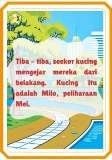 Tiba - tiba, seekor kucing
mengejar mereka dari
belakang. Kucing itu
adalah Milo, peliharaan
Mei.